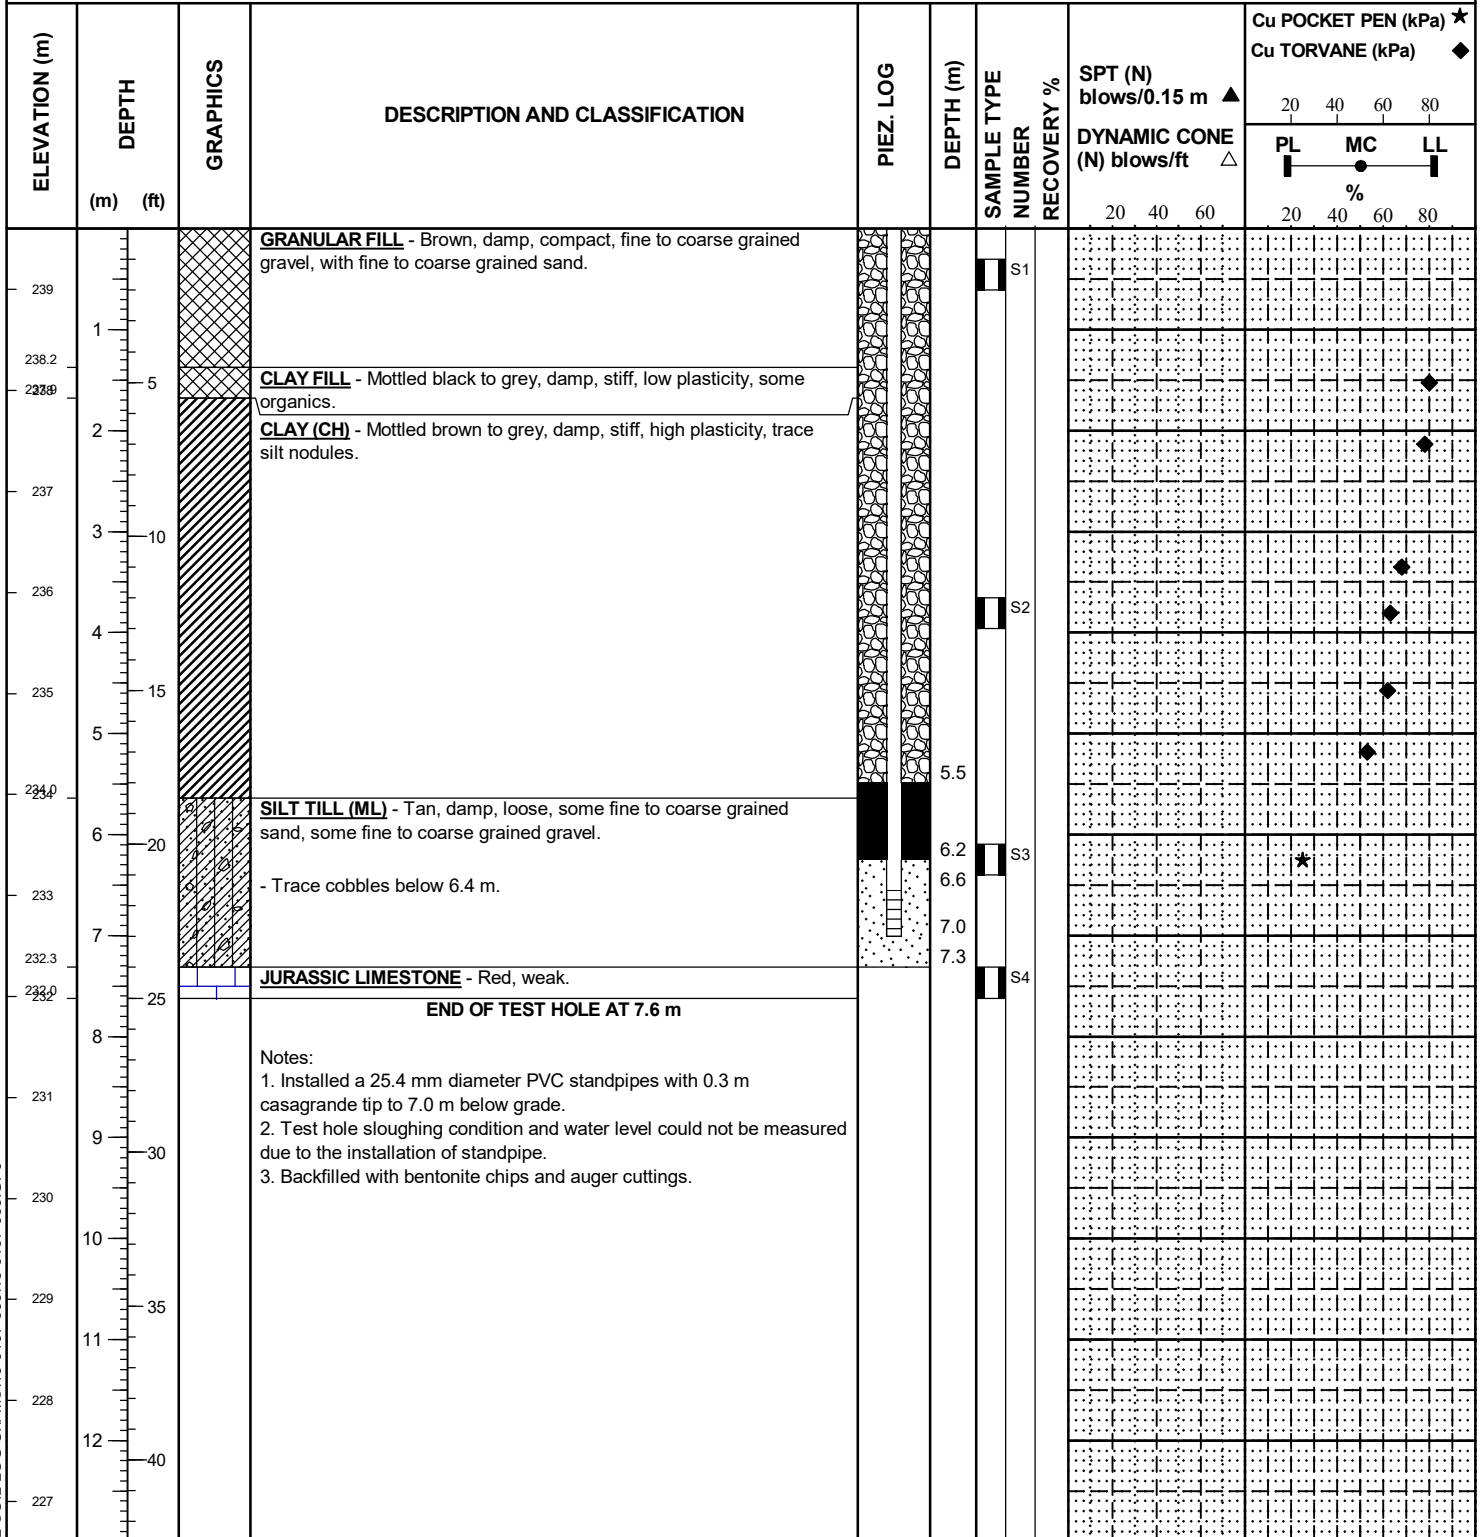 ELEVATION (m)
DEPTH
(m) (ft)
GRAPHICS
DESCRIPTION AND CLASSIFICATION
PIEZ. LOG
DEPTH (m)
SAMPLE TYPE
NUMBER
RECOVERY %
SPT (N)
blows/0.15 m
DYNAMIC CONE
(N) blows/ft
20 40 60
Cu POCKET PEN (kPa)
Cu TORVANE (kPa)
20 40 60 80
PL MC LL
%
20 40 60 80
GRANULAR FILL - Brown, damp, compact, fine to coarse grained
gravel, with fine to coarse grained sand.
S1
239
1
238.2
CLAY FILL - Mottled black to grey, damp, stiff, low plasticity, some
organics.
5
237.9
238
CLAY (CH) - Mottled brown to grey, damp, stiff, high plasticity, trace
silt nodules.
2
237
3
10
236
S2
4
235
15
5
5.5
234.0
234
SILT TILL (ML) - Tan, damp, loose, some fine to coarse grained
sand, some fine to coarse grained gravel.
6
20
6.2
S3
- Trace cobbles below 6.4 m.
6.6
233
7.0
7
7.3
232.3
JURASSIC LIMESTONE - Red, weak.
S4
232.0
232
25
END OF TEST HOLE AT 7.6 m
8
Notes:
1. Installed a 25.4 mm diameter PVC standpipes with 0.3 m
casagrande tip to 7.0 m below grade.
2. Test hole sloughing condition and water level could not be measured
due to the installation of standpipe.
3. Backfilled with bentonite chips and auger cuttings.
231
9
30
230
10
229
35
11
228
12
40
227